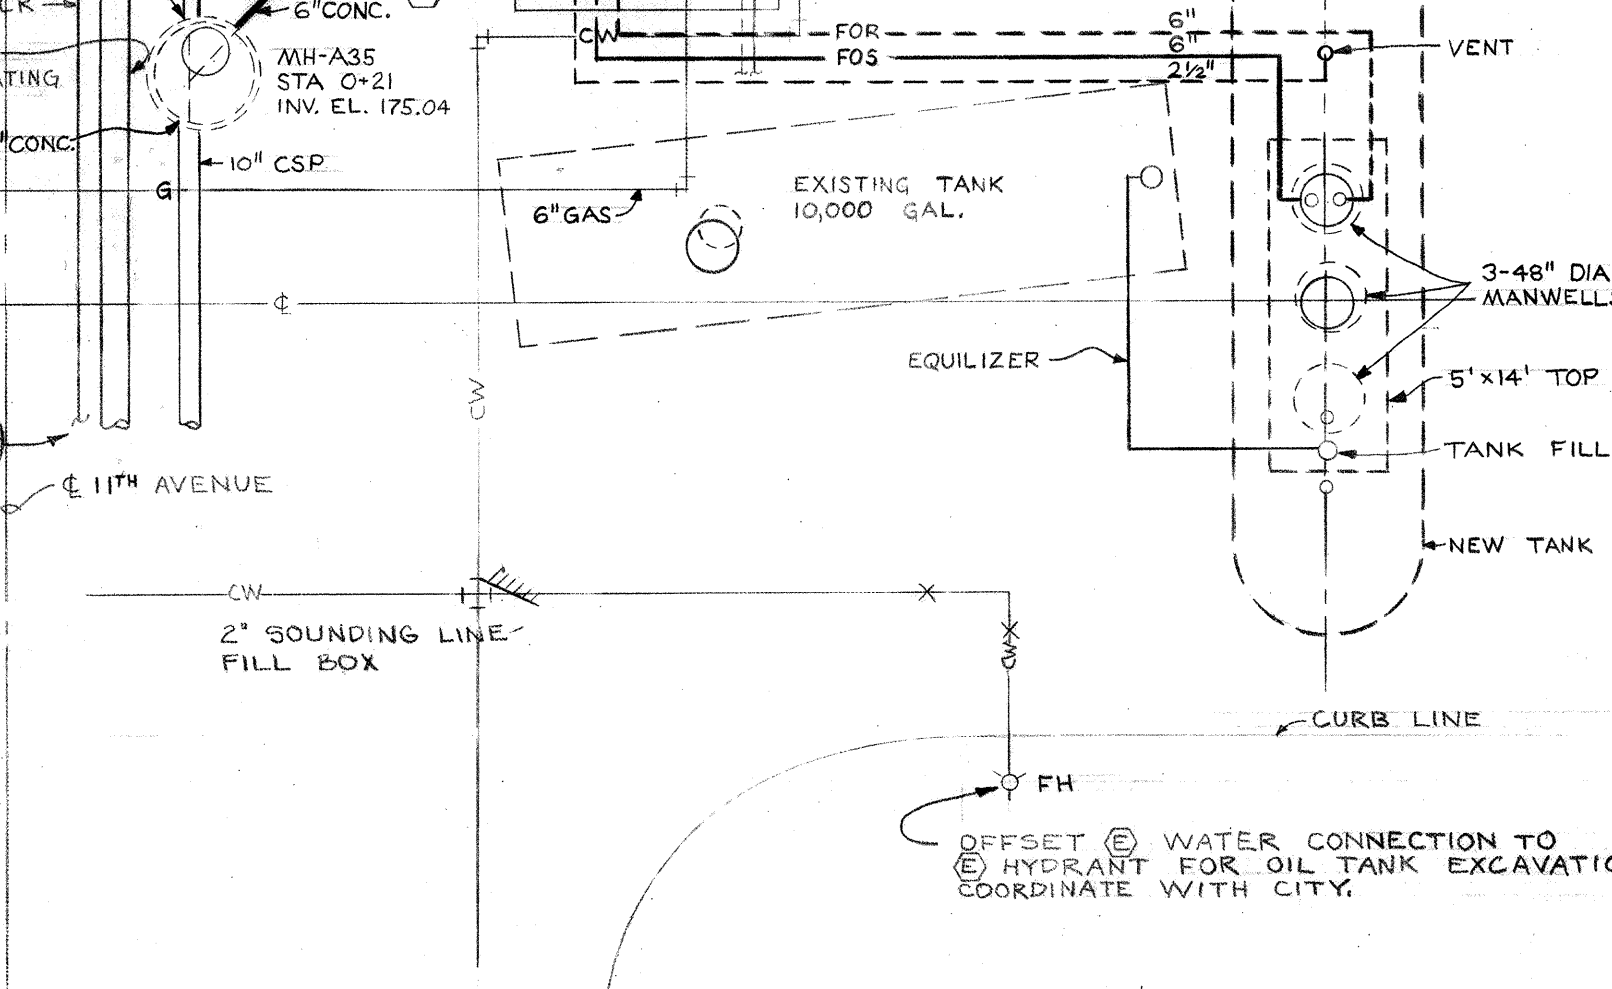 6" CONC.
MH-A35
STA 0+21
INV. EL. 175.04
ATING
" CONC.
10" CSP
G
6" GAS
℄
℄ 11TH AVENUE
CW
FOR
FOS
6"
6"
2½"
VENT
EXISTING TANK
10,000 GAL.
3-48" DIA
MANWELLS
EQUILIZER
5' x 14' TOP
TANK FILL
NEW TANK
CW
CW
2" SOUNDING LINE
FILL BOX
CW
CURB LINE
FH
OFFSET E WATER CONNECTION TO
E HYDRANT FOR OIL TANK EXCAVATIO
COORDINATE WITH CITY.